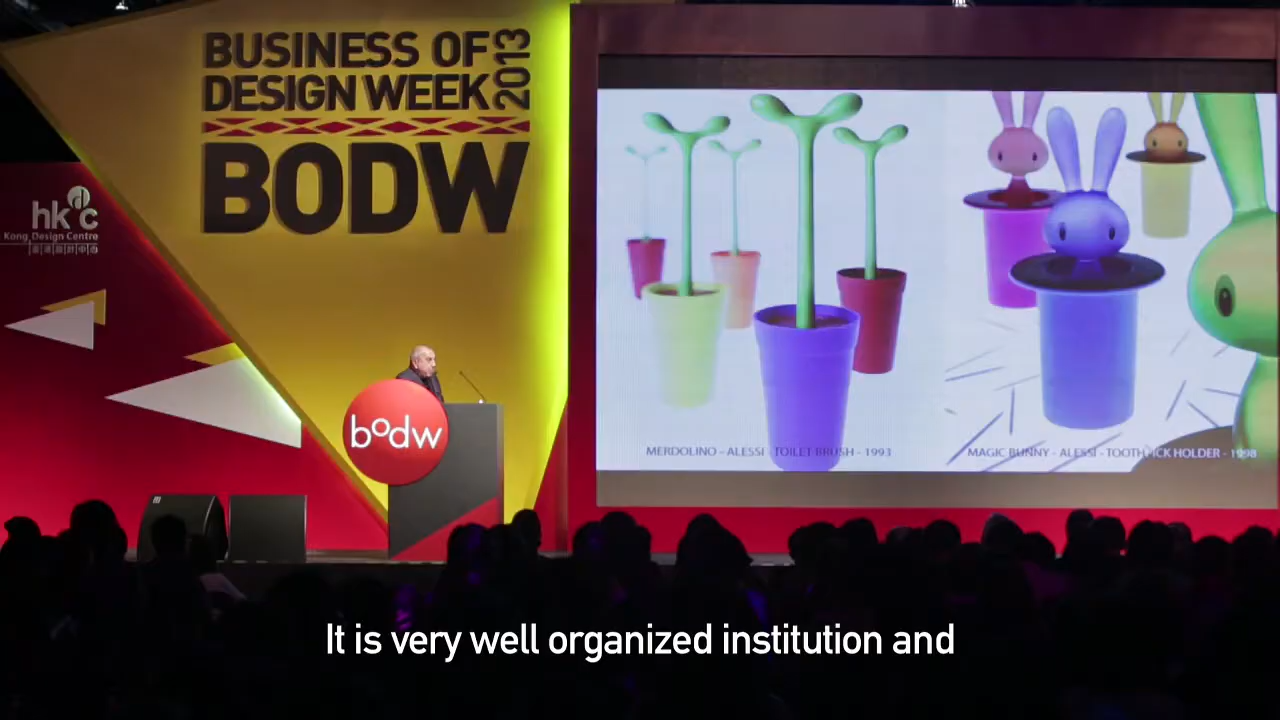 BUSINESS OF
DESIGN WEEK
2013
BODW
hkdc
Kong Design Centre
bodw
MERDOLINO - ALESSI - TOILET BRUSH - 1993
MAGIC BUNNY - ALESSI - TOOTHPICK HOLDER - 1998
It is very well organized institution and